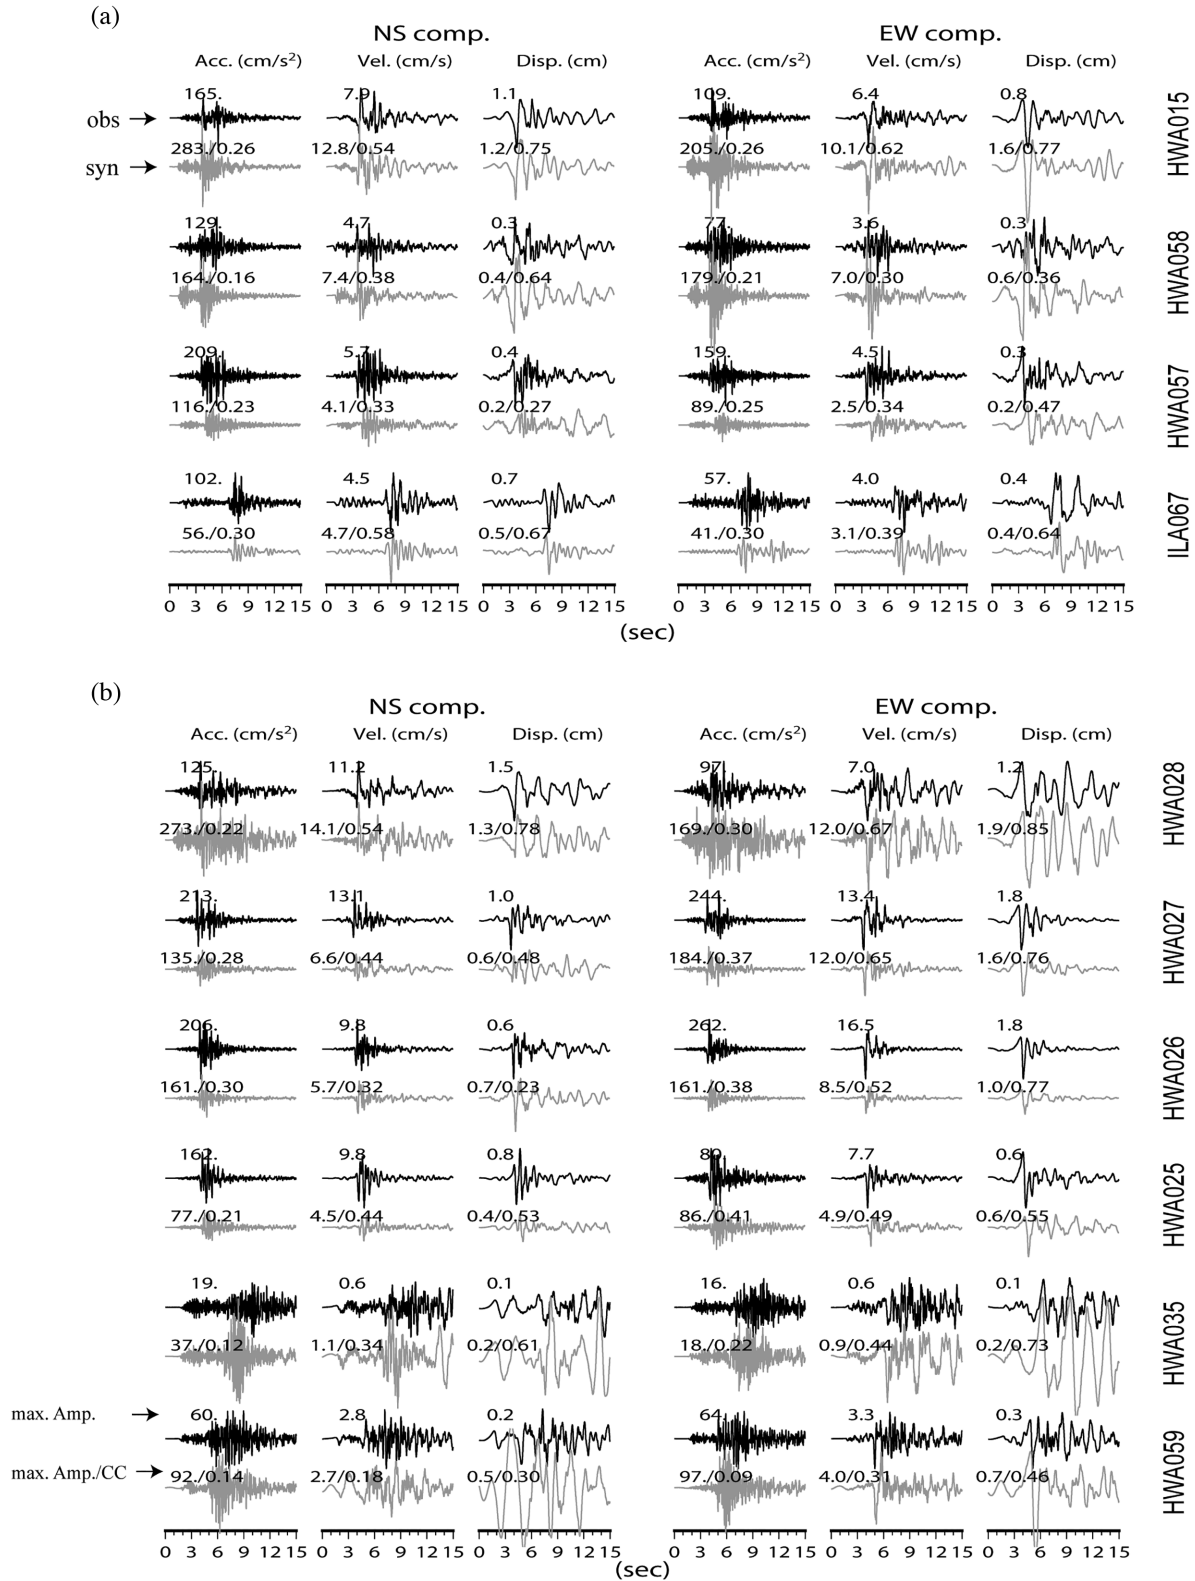 (a)
NS comp. EW comp.
Acc. (cm/s²) Vel. (cm/s) Disp. (cm) Acc. (cm/s²) Vel. (cm/s) Disp. (cm)
165. 7.9 1.1 109. 6.4 0.8
obs
HWA015
283./0.26 12.8/0.54 1.2/0.75 205./0.26 10.1/0.62 1.6/0.77
syn
129. 4.7 0.3 77. 3.6 0.3
HWA058
164./0.16 7.4/0.38 0.4/0.64 179./0.21 7.0/0.30 0.6/0.36
209. 5.7 0.4 159. 4.5 0.3
HWA057
116./0.23 4.1/0.33 0.2/0.27 89./0.25 2.5/0.34 0.2/0.47
102. 4.5 0.7 57. 4.0 0.4
ILA067
56./0.30 4.7/0.58 0.5/0.67 41./0.30 3.1/0.39 0.4/0.64
0 3 6 9 12 15 0 3 6 9 12 15 0 3 6 9 12 15 0 3 6 9 12 15 0 3 6 9 12 15 0 3 6 9 12 15
(sec)
(b)
NS comp. EW comp.
Acc. (cm/s²) Vel. (cm/s) Disp. (cm) Acc. (cm/s²) Vel. (cm/s) Disp. (cm)
125. 11.2 1.5 97. 7.0 1.2
HWA028
273./0.22 14.1/0.54 1.3/0.78 169./0.30 12.0/0.67 1.9/0.85
213. 13.1 1.0 244. 13.4 1.8
HWA027
135./0.28 6.6/0.44 0.6/0.48 184./0.37 12.0/0.65 1.6/0.76
206. 9.8 0.6 262. 16.5 1.8
HWA026
161./0.30 5.7/0.32 0.7/0.23 161./0.38 8.5/0.52 1.0/0.77
162. 9.8 0.8 80. 7.7 0.6
HWA025
77./0.21 4.5/0.44 0.4/0.53 86./0.41 4.9/0.49 0.6/0.55
19. 0.6 0.1 16. 0.6 0.1
HWA035
37./0.12 1.1/0.34 0.2/0.61 18./0.22 0.9/0.44 0.2/0.73
max. Amp. 60. 2.8 0.2 64. 3.3 0.3
HWA059
max. Amp./CC 92./0.14 2.7/0.18 0.5/0.30 97./0.09 4.0/0.31 0.7/0.46
0 3 6 9 12 15 0 3 6 9 12 15 0 3 6 9 12 15 0 3 6 9 12 15 0 3 6 9 12 15 0 3 6 9 12 15
(sec)